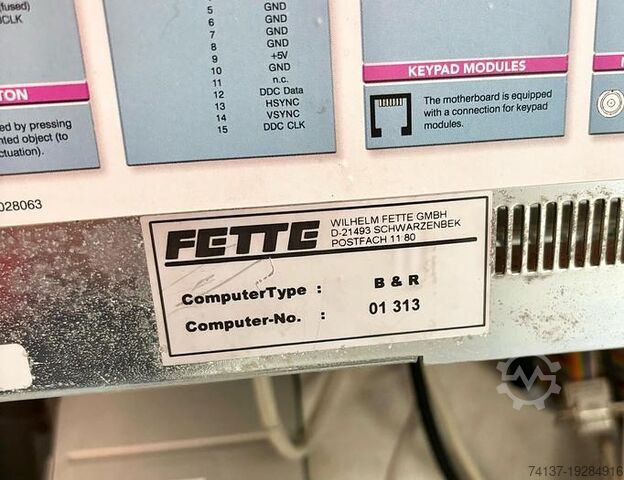 (fused)
CLK
5 GND
6 GND
7 GND
8 GND
9 +5V
10 GND
11 n.c.
12 DDC Data
13 HSYNC
14 VSYNC
15 DDC CLK
KEYPAD MODULES
The motherboard is equipped
with a connection for keypad
modules.
TON
ed by pressing
nted object (to
ctuation).
028063
FETTE
WILHELM FETTE GMBH
D-21493 SCHWARZENBEK
POSTFACH 11 80
ComputerType : B & R
Computer-No. : 01 313
74137-19284916